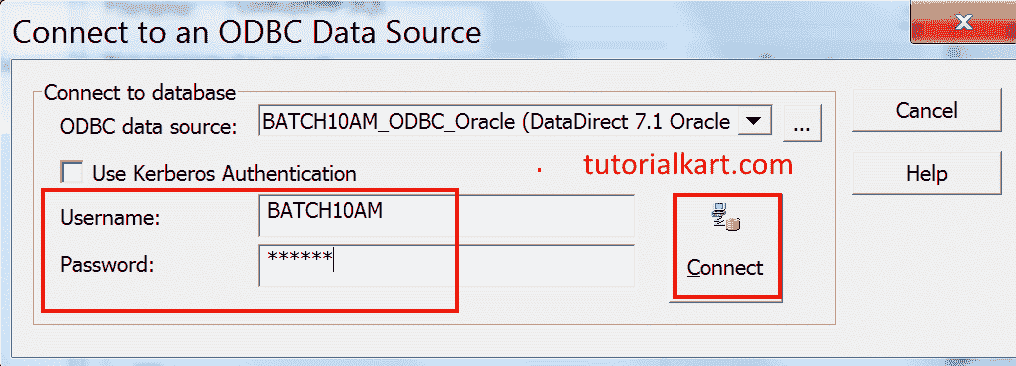 Connect to an ODBC Data Source
Connect to database
ODBC data source: BATCH10AM_ODBC_Oracle (DataDirect 7.1 Oracle ...
Cancel
Use Kerberos Authentication
tutorialkart.com
Help
Username: BATCH10AM
Password: ******
Connect